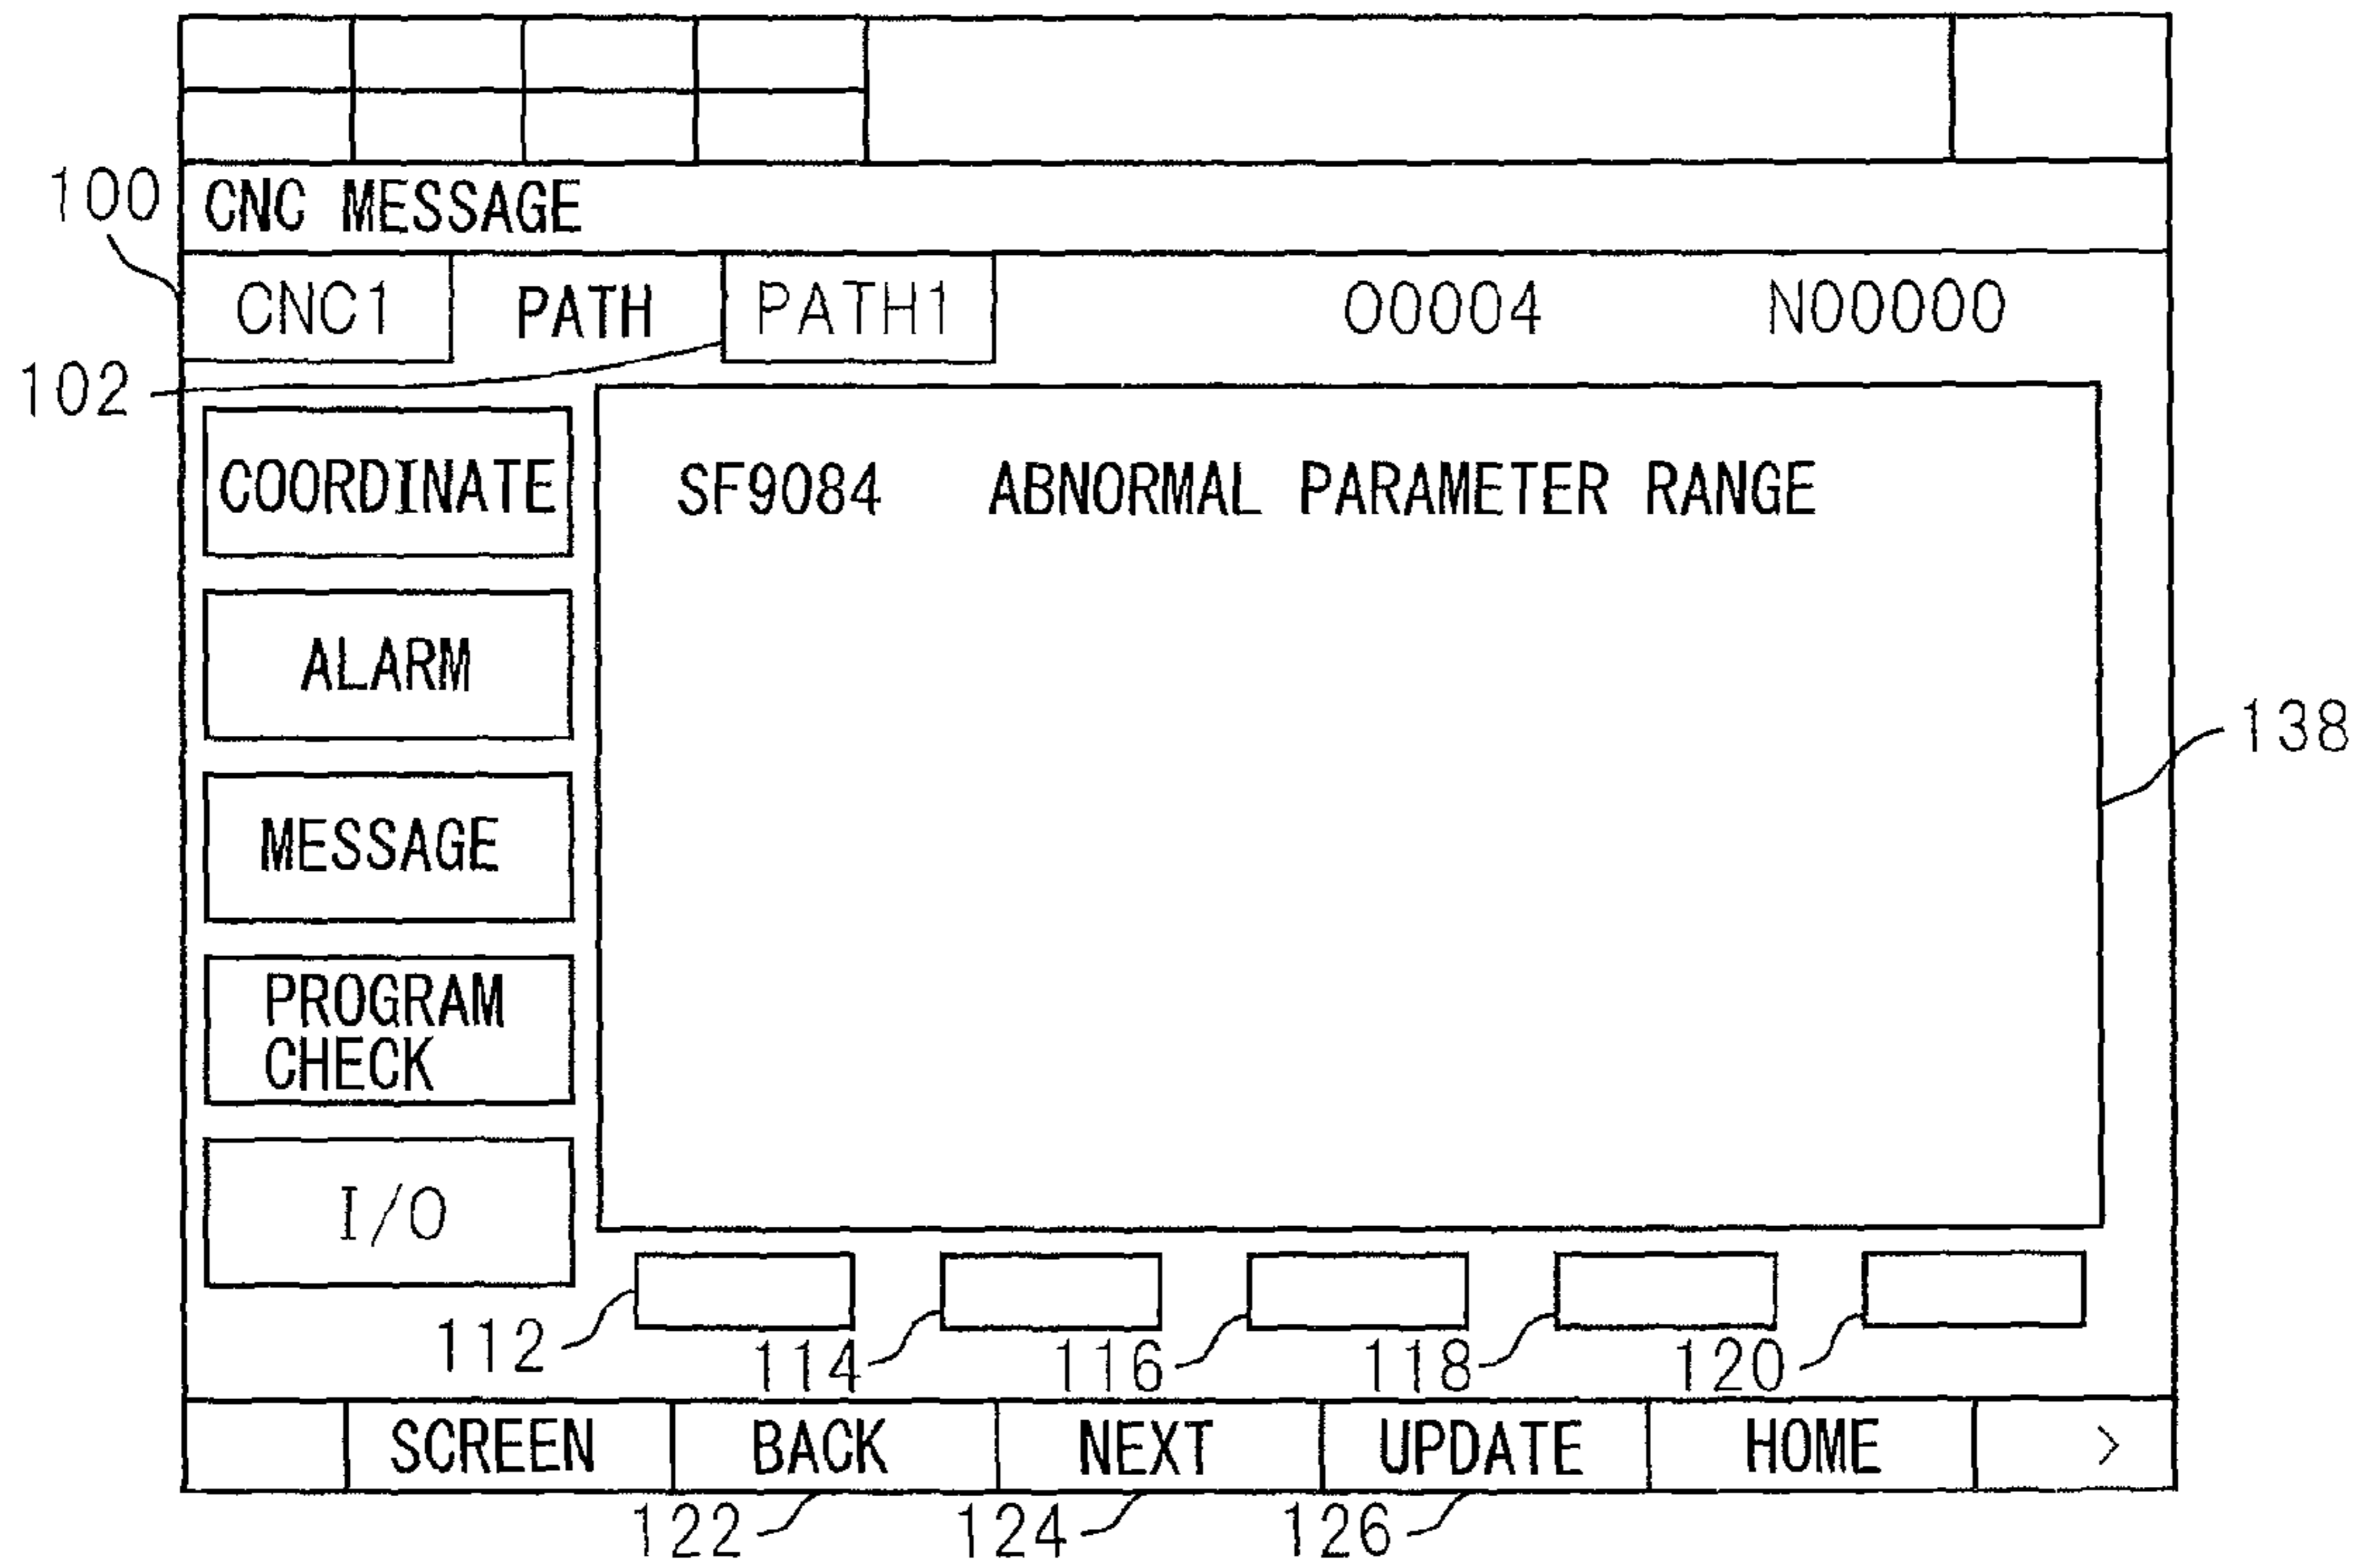 100
CNC MESSAGE
CNC1 PATH PATH1 O0004 N00000
102
COORDINATE
SF9084 ABNORMAL PARAMETER RANGE
ALARM
138
MESSAGE
PROGRAM
CHECK
I/O
112 114 116 118 120
SCREEN BACK NEXT UPDATE HOME >
122 124 126